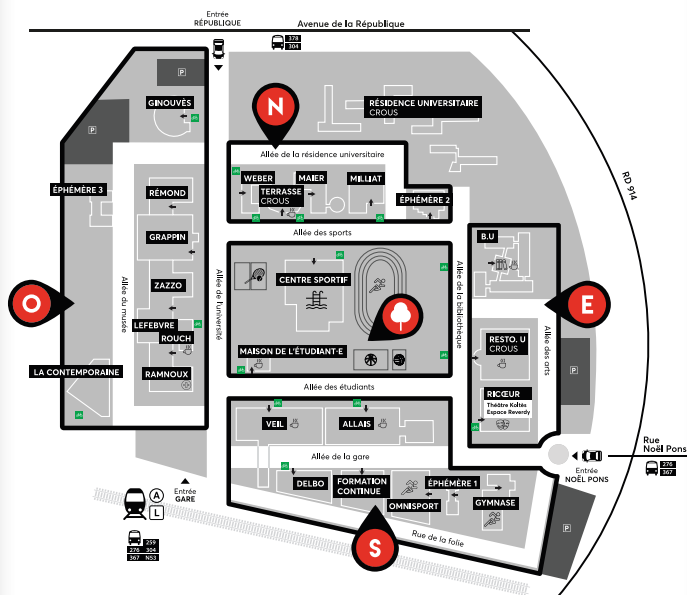 Entrée
RÉPUBLIQUE
Avenue de la République
378
304
P
GINOUVÈS
P
N
RÉSIDENCE UNIVERSITAIRE
CROUS
Allée de la résidence universitaire
RD 914
WEBER
MAIER
MILLIAT
TERRASSE
CROUS
ÉPHÉMÈRE 2
ÉPHÉMÈRE 3
RÉMOND
GRAPPIN
Allée des sports
B.U
ZAZZO
CENTRE SPORTIF
Allée du musée
Allée de l'université
Allée de la bibliothèque
Allée des arts
O
E
LEFEBVRE
ROUCH
MAISON DE L'ÉTUDIANT·E
RESTO. U
CROUS
LA CONTEMPORAINE
RAMNOUX
P
Allée des étudiants
RICŒUR
Théâtre Koltès
Espace Reverdy
VEIL
ALLAIS
Rue
Noël Pons
276
367
Entrée
NOËL PONS
Allée de la gare
DELBO
FORMATION
CONTINUE
ÉPHÉMÈRE 1
OMNISPORT
GYMNASE
Entrée
GARE
A
L
P
Rue de la folie
S
259
276 304
367 N53